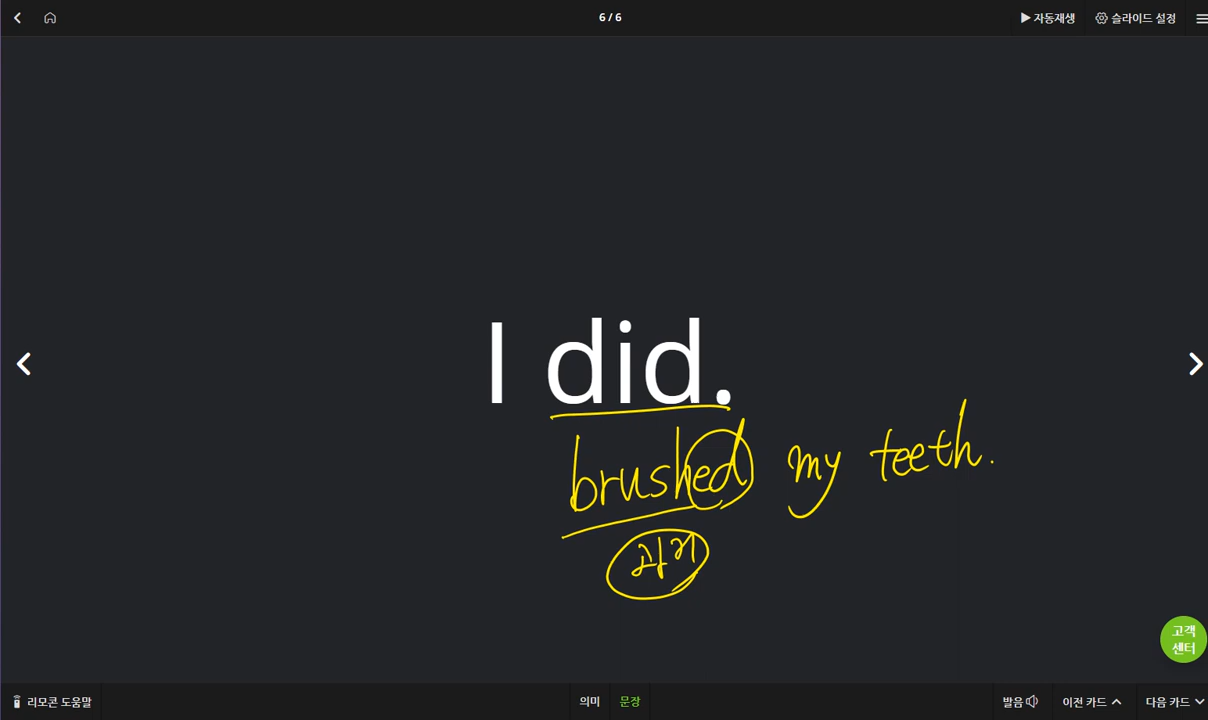 6 / 6
자동재생
슬라이드 설정
I did.
brushed my teeth.
과거
고객
센터
리모콘 도움말
의미
문장
발음
이전 카드
다음 카드